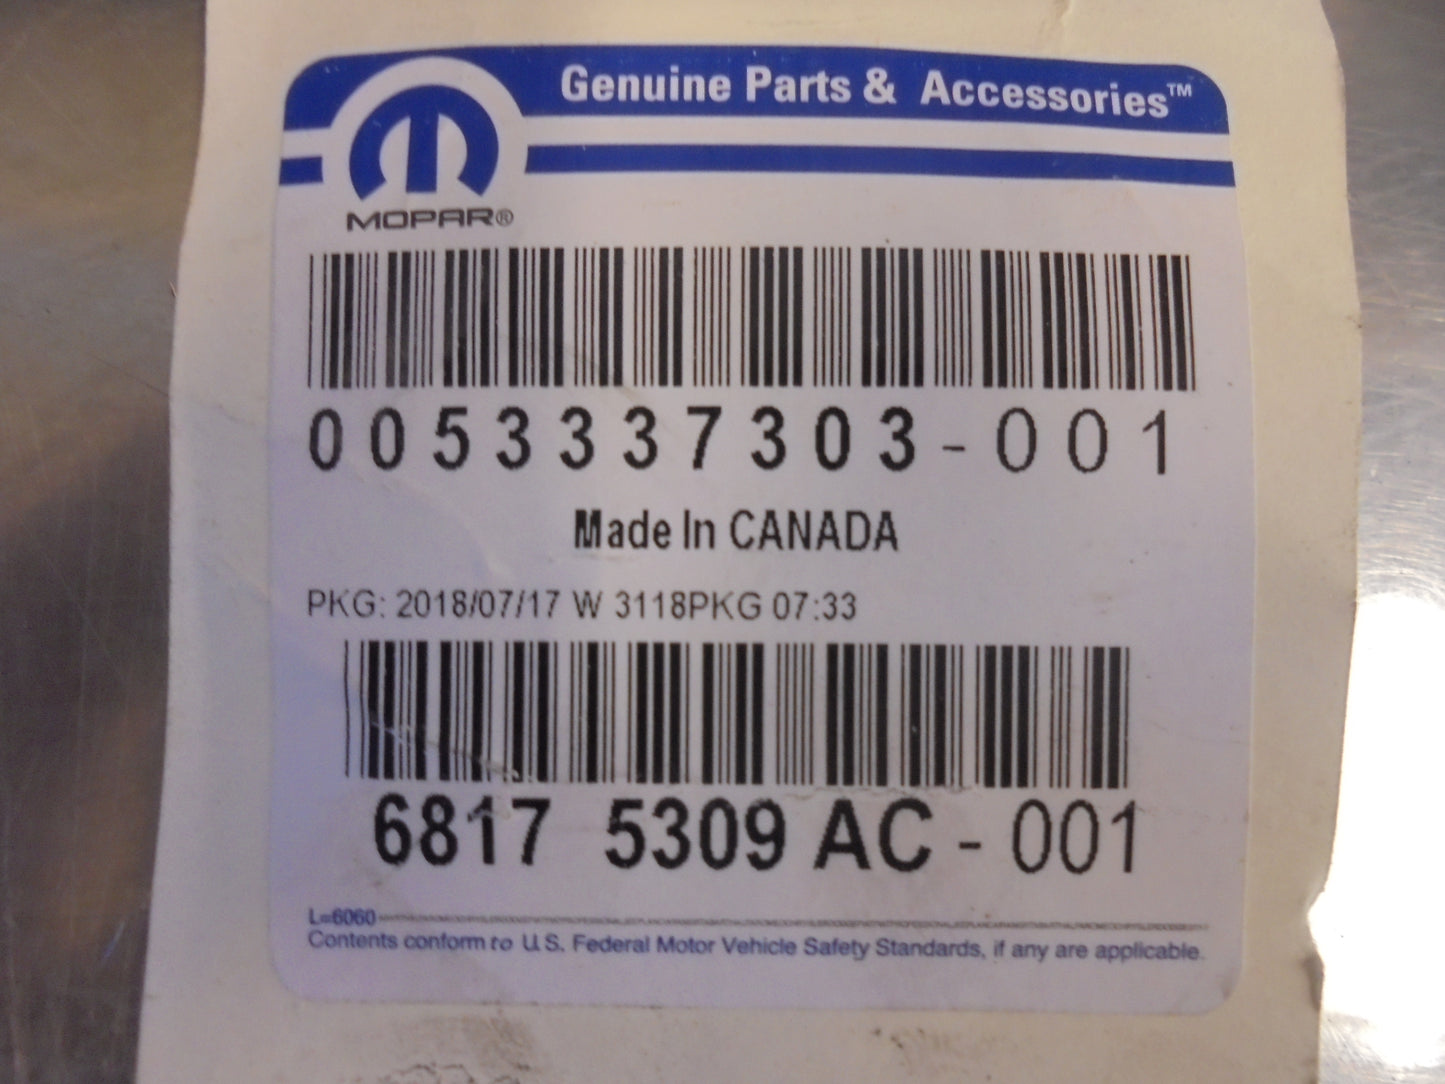 Genuine Parts & Accessories™
MOPAR®
0053337303-001
Made In CANADA
PKG: 2018/07/17 W 3118PKG 07:33
6817 5309 AC - 001
L=6060
Contents conform to U.S. Federal Motor Vehicle Safety Standards, if any are applicable.